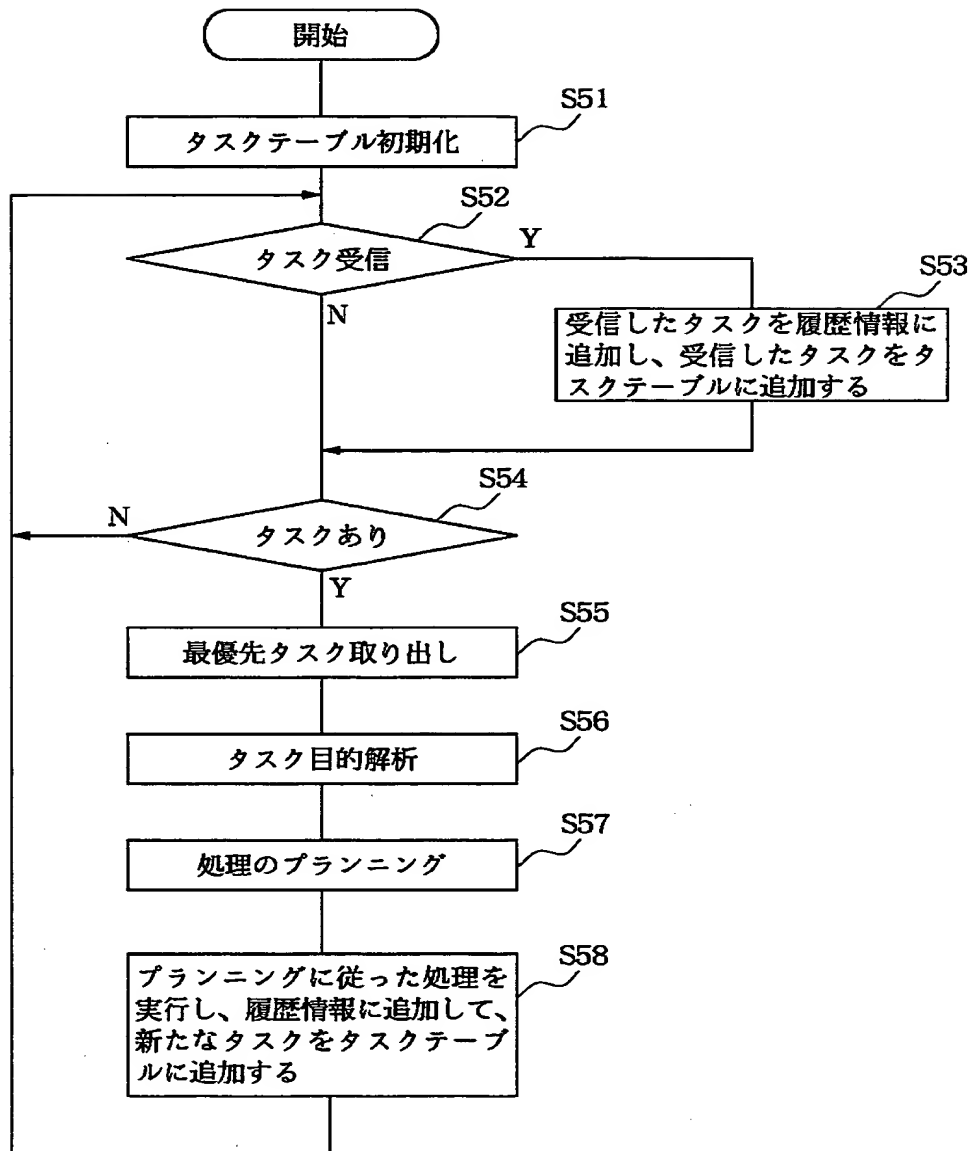 開始
S51
タスクテーブル初期化
S52
タスク受信
Y
N
S53
受信したタスクを履歴情報に
追加し、受信したタスクをタ
スクテーブルに追加する
S54
タスクあり
N
Y
S55
最優先タスク取り出し
S56
タスク目的解析
S57
処理のプランニング
S58
プランニングに従った処理を
実行し、履歴情報に追加して、
新たなタスクをタスクテーブ
ルに追加する